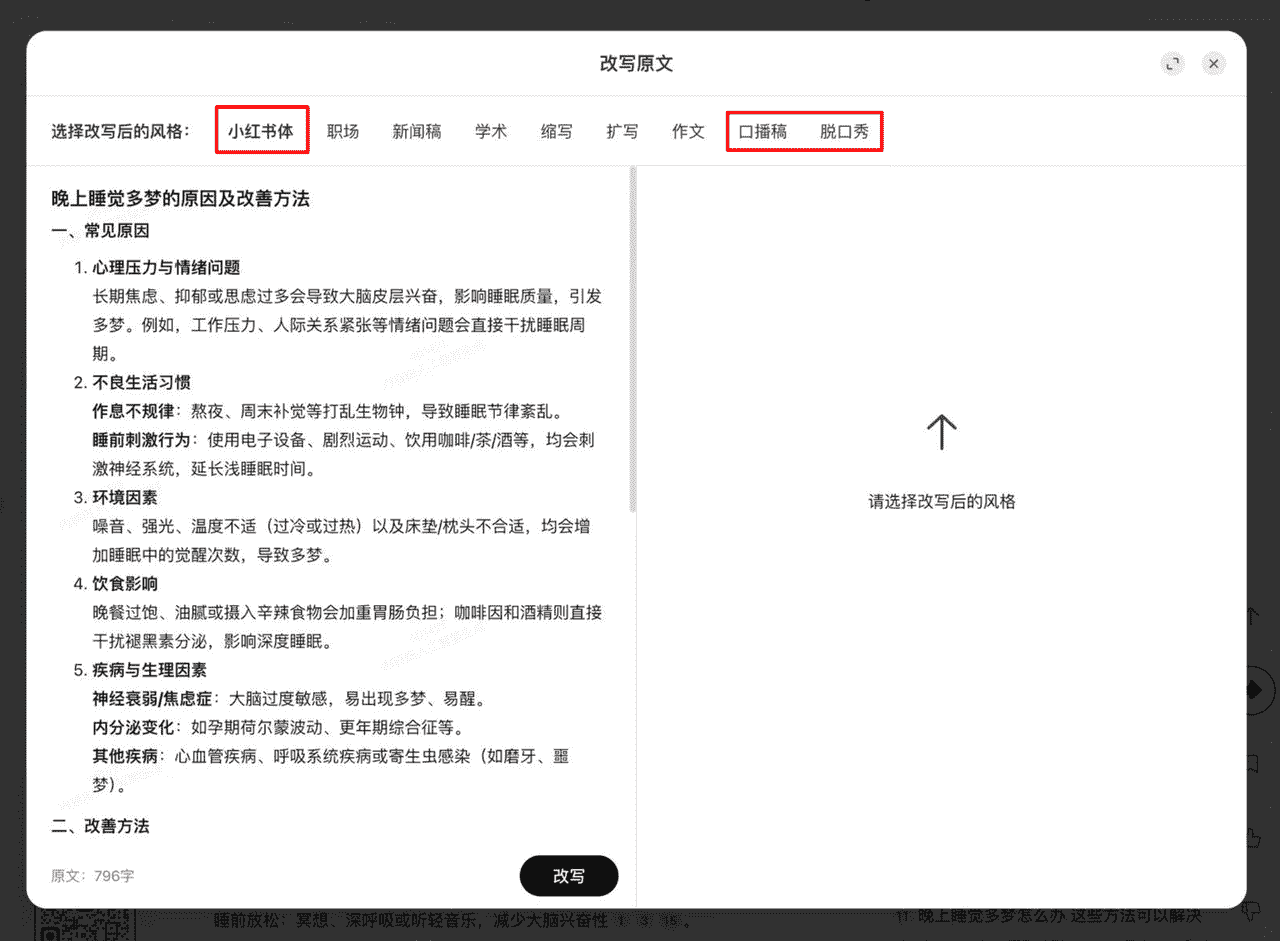 改写原文
选择改写后的风格：
小红书体 职场 新闻稿 学术 缩写 扩写 作文 口播稿 脱口秀
晚上睡觉多梦的原因及改善方法
一、常见原因
1. 心理压力与情绪问题
长期焦虑、抑郁或思虑过多会导致大脑皮层兴奋，影响睡眠质量，引发
多梦。例如，工作压力、人际关系紧张等情绪问题会直接干扰睡眠周
期。
2. 不良生活习惯
作息不规律：熬夜、周末补觉等打乱生物钟，导致睡眠节律紊乱。
睡前刺激行为：使用电子设备、剧烈运动、饮用咖啡/茶/酒等，均会刺
激神经系统，延长浅睡眠时间。
3. 环境因素
噪音、强光、温度不适（过冷或过热）以及床垫/枕头不合适，均会增
加睡眠中的觉醒次数，导致多梦。
4. 饮食影响
晚餐过饱、油腻或摄入辛辣食物会加重胃肠负担；咖啡因和酒精则直接
干扰褪黑素分泌，影响深度睡眠。
5. 疾病与生理因素
神经衰弱/焦虑症：大脑过度敏感，易出现多梦、易醒。
内分泌变化：如孕期荷尔蒙波动、更年期综合征等。
其他疾病：心血管疾病、呼吸系统疾病或寄生虫感染（如磨牙、噩
梦）。
二、改善方法
原文：796字
改写
请选择改写后的风格
睡前放松：冥想、深呼吸或听轻音乐，减少大脑兴奋性
11. 晚上睡觉多梦怎么办 这些方法可以解决